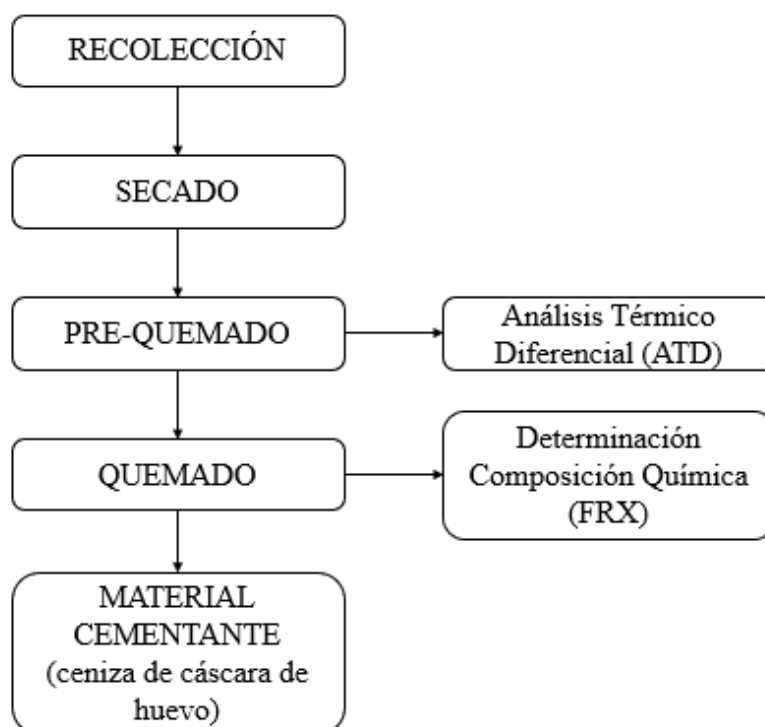 RECOLECCIÓN
SECADO
PRE-QUEMADO
Análisis Térmico
Diferencial (ATD)
QUEMADO
Determinación
Composición Química
(FRX)
MATERIAL
CEMENTANTE
(ceniza de cáscara de
huevo)